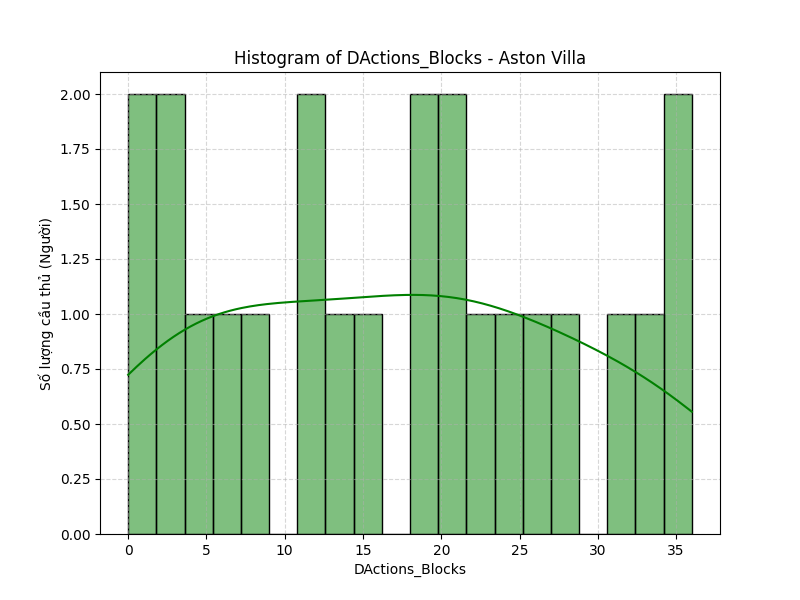 Histogram of DActions_Blocks - Aston Villa
Số lượng cầu thủ (Người)
2.00
1.75
1.50
1.25
1.00
0.75
0.50
0.25
0.00
0 5 10 15 20 25 30 35
DActions_Blocks